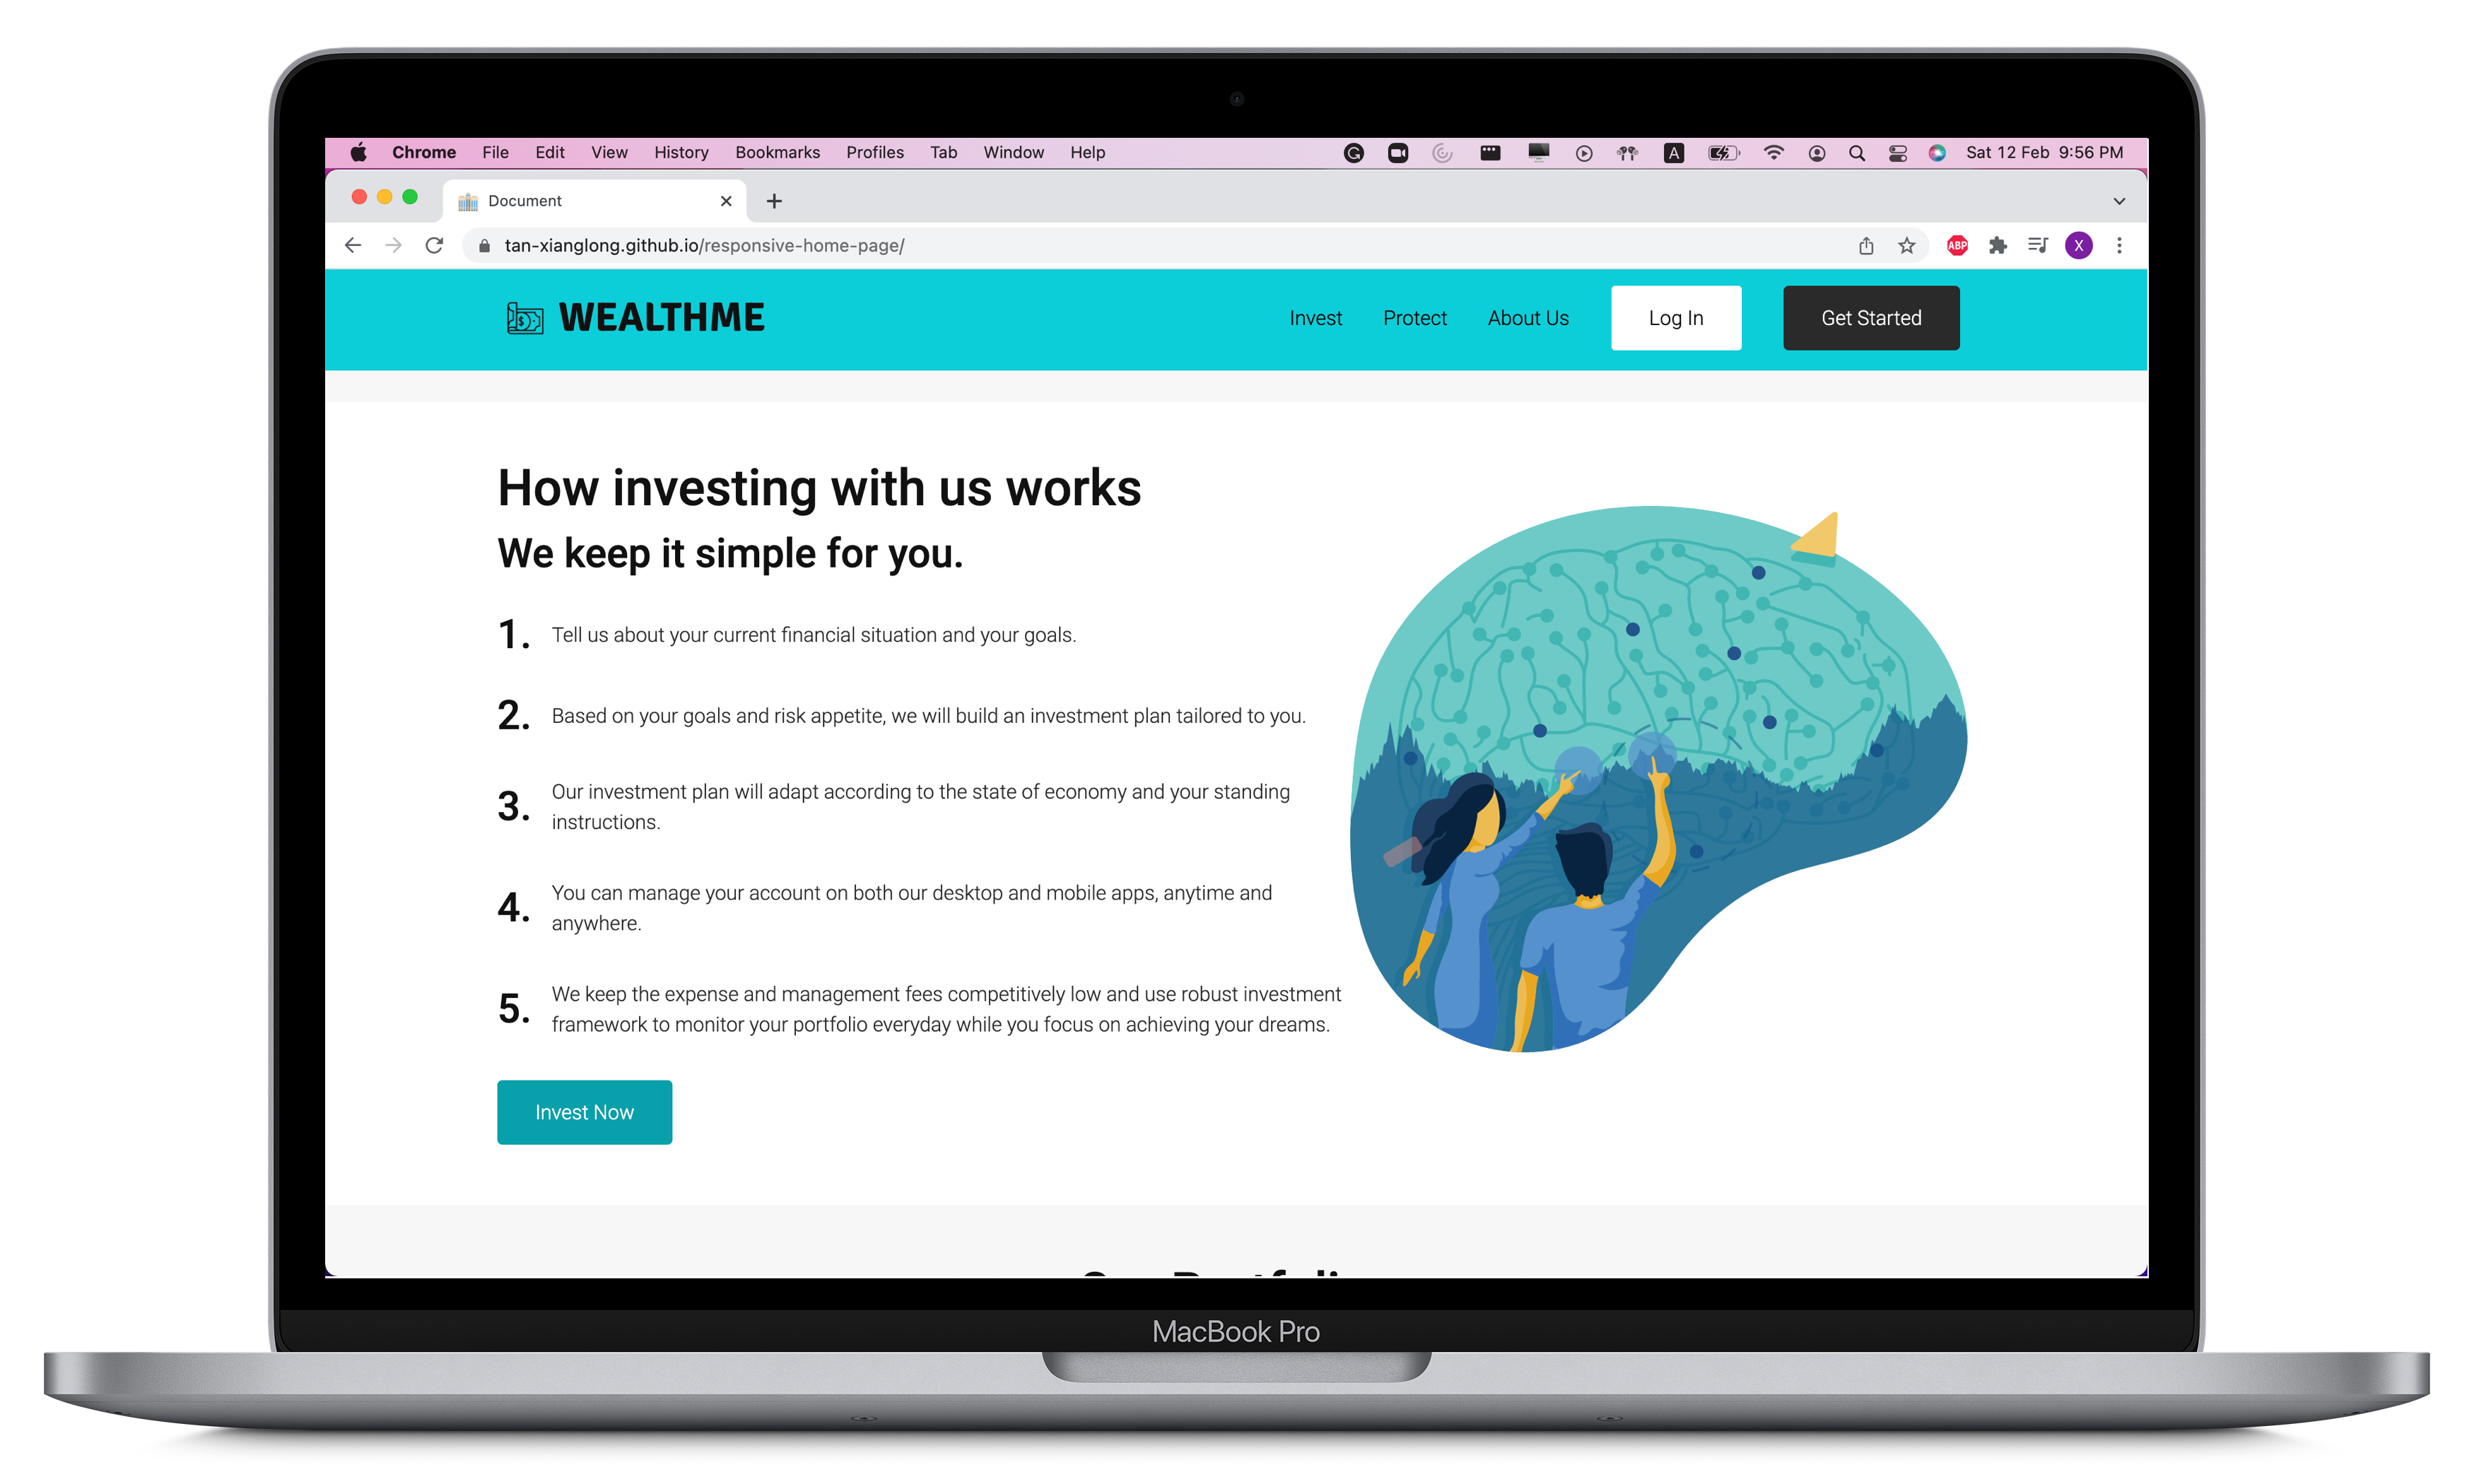 Chrome File Edit View History Bookmarks Profiles Tab Window Help A Sat 12 Feb 9:56 PM
Document
tan-xianglong.github.io/responsive-home-page/ ABP X
WEALTHME Invest Protect About Us Log In Get Started
How investing with us works
We keep it simple for you.
1. Tell us about your current financial situation and your goals.
2. Based on your goals and risk appetite, we will build an investment plan tailored to you.
3. Our investment plan will adapt according to the state of economy and your standing
instructions.
4. You can manage your account on both our desktop and mobile apps, anytime and
anywhere.
5. We keep the expense and management fees competitively low and use robust investment
framework to monitor your portfolio everyday while you focus on achieving your dreams.
Invest Now
MacBook Pro